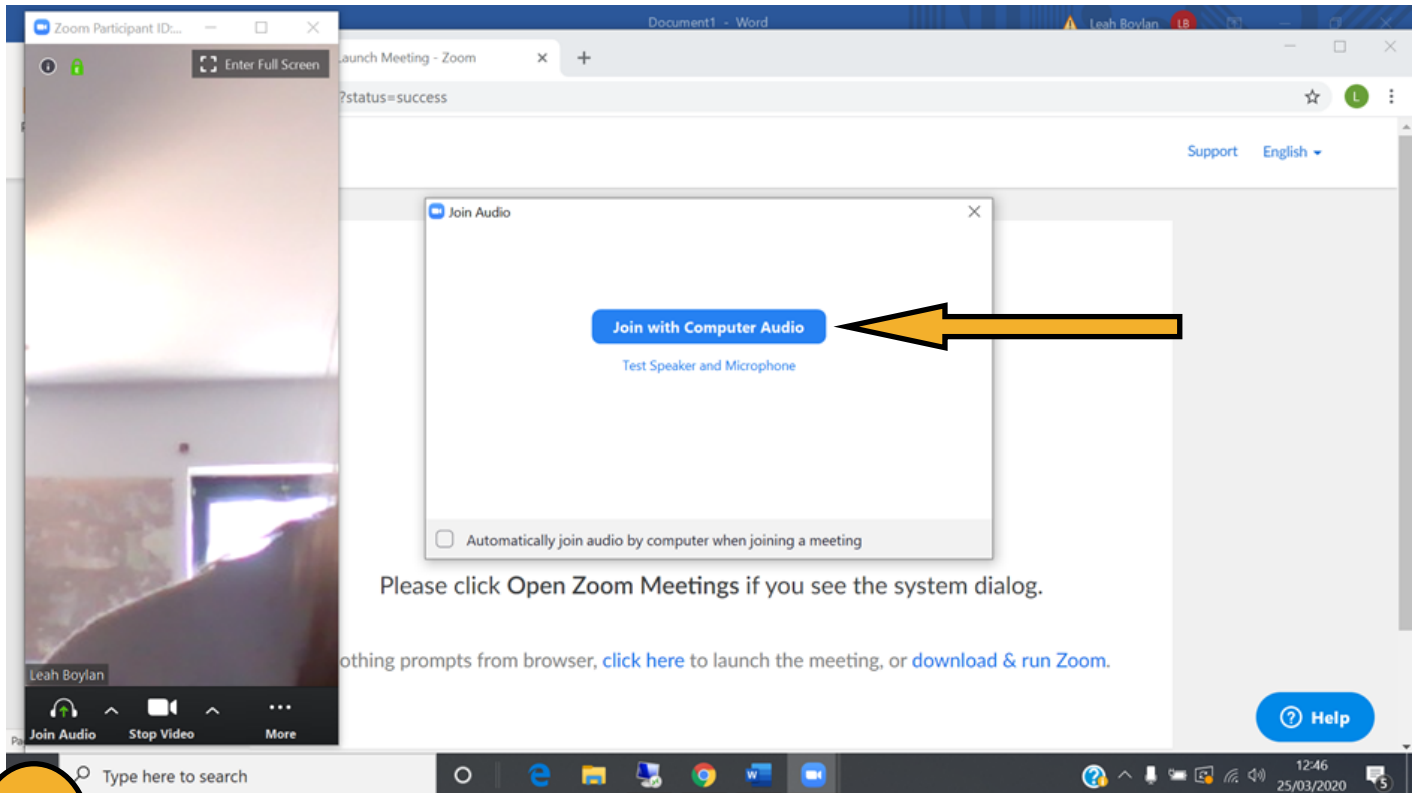 Document1 - Word
Leah Boylan LB
Zoom Participant ID:...
Enter Full Screen
Launch Meeting - Zoom
?status=success
L
Support English
Join Audio
Join with Computer Audio
Test Speaker and Microphone
Automatically join audio by computer when joining a meeting
Please click Open Zoom Meetings if you see the system dialog.
othing prompts from browser, click here to launch the meeting, or download & run Zoom.
Leah Boylan
Join Audio Stop Video More
Help
Pa
Type here to search
12:46
25/03/2020
5